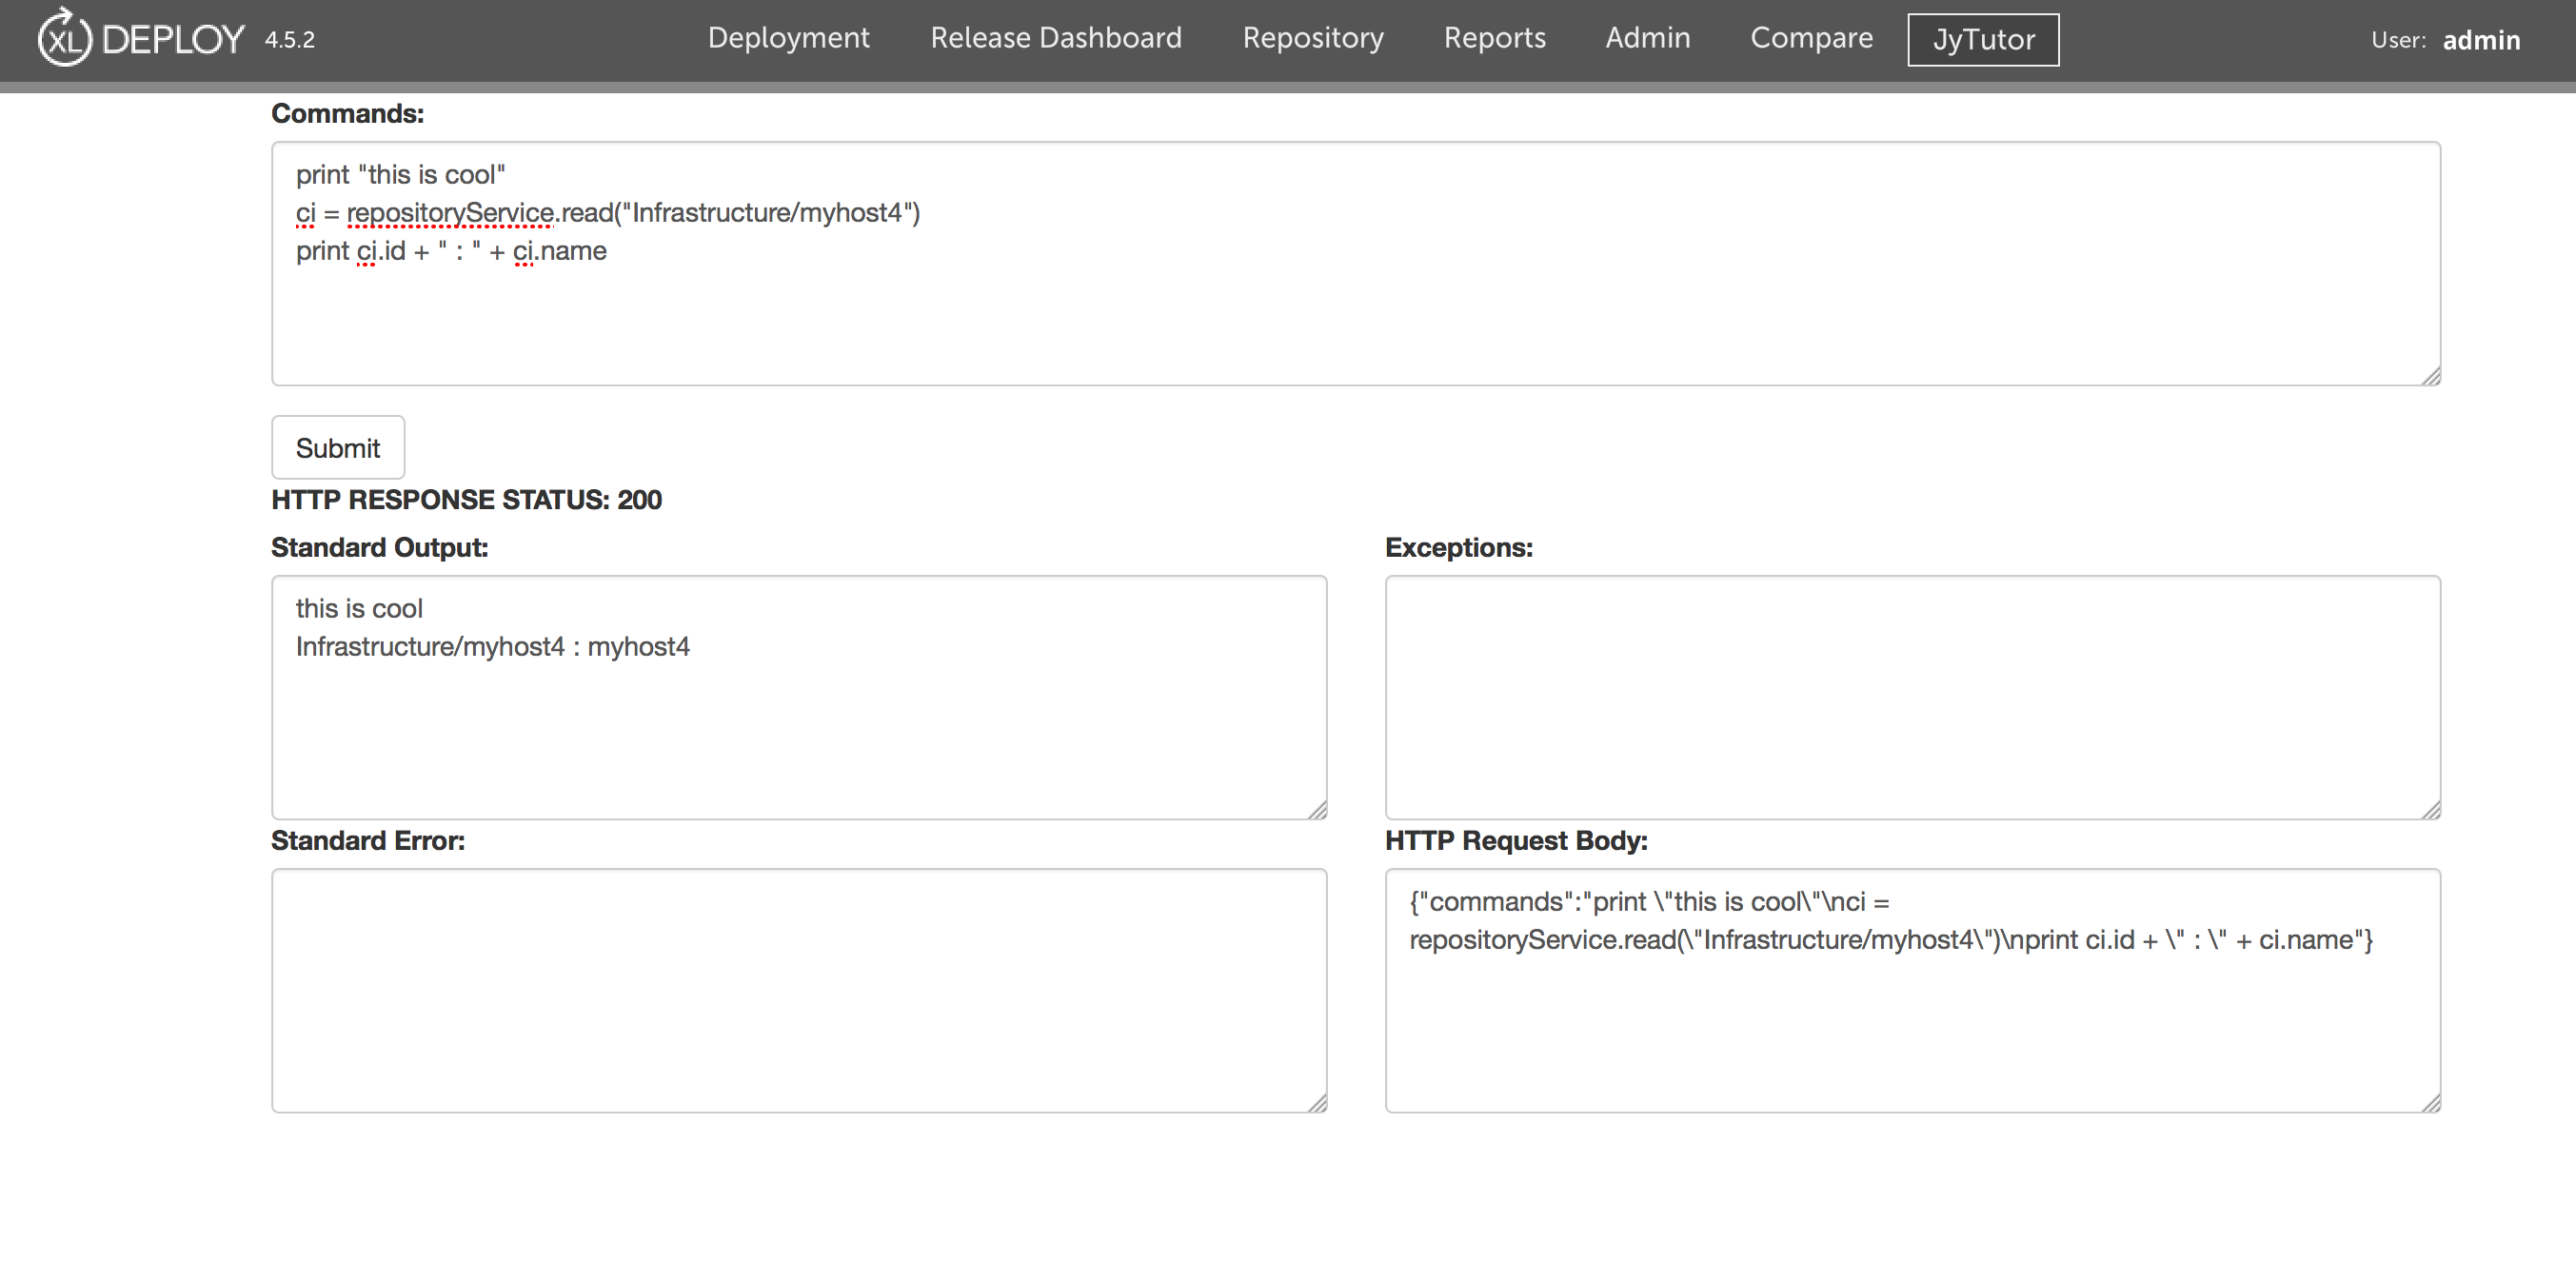 XL DEPLOY 4.5.2 Deployment Release Dashboard Repository Reports Admin Compare JyTutor User: admin
Commands:
print "this is cool"
ci = repositoryService.read("Infrastructure/myhost4")
print ci.id + " : " + ci.name
Submit
HTTP RESPONSE STATUS: 200
Standard Output:
this is cool
Infrastructure/myhost4 : myhost4
Exceptions:
Standard Error:
HTTP Request Body:
{"commands":"print \"this is cool\"\nci =
repositoryService.read(\"Infrastructure/myhost4\")\nprint ci.id + \" : \" + ci.name"}